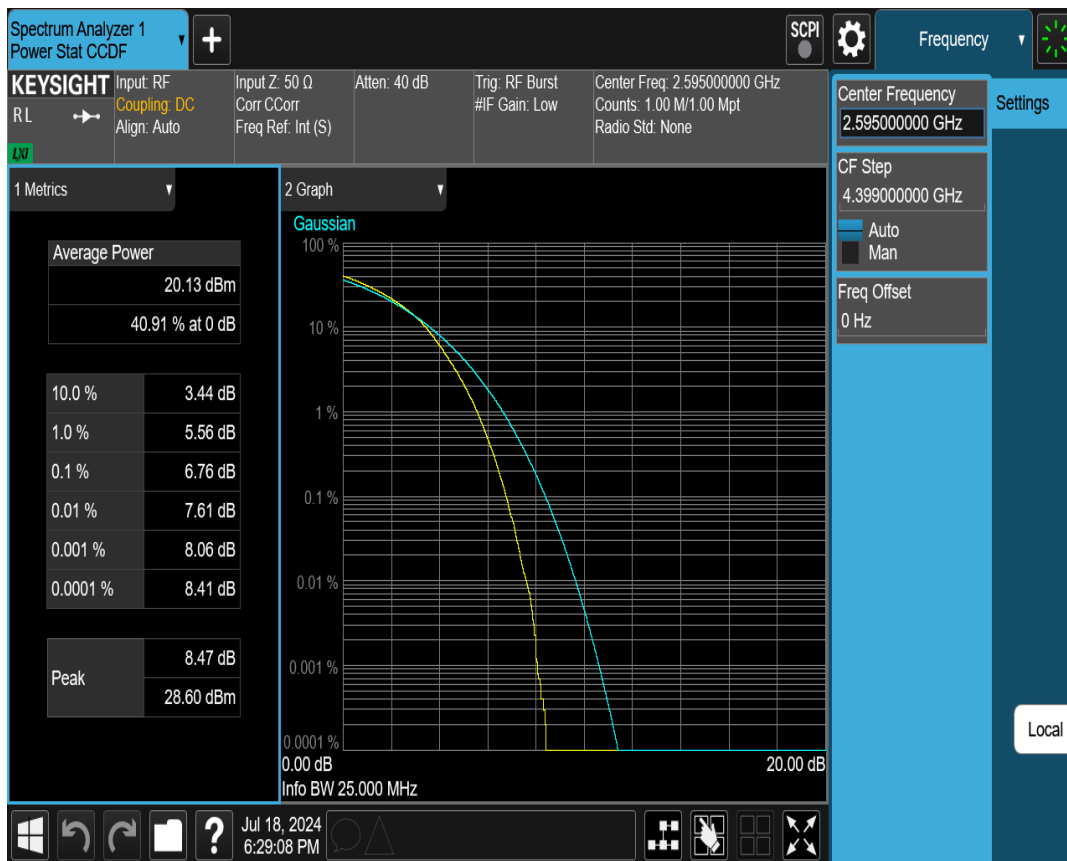 Spectrum Analyzer 1
Power Stat CCDF
+
SCPI
Frequency
KEYSIGHT
RL
LXI
Input: RF
Coupling: DC
Align: Auto
Input Z: 50 Ω
Corr CCorr
Freq Ref: Int (S)
Atten: 40 dB
Trig: RF Burst
#IF Gain: Low
Center Freq: 2.595000000 GHz
Counts: 1.00 M/1.00 Mpt
Radio Std: None
Center Frequency
2.595000000 GHz
Settings
CF Step
4.399000000 GHz
Auto
Man
Freq Offset
0 Hz
1 Metrics
Average Power
20.13 dBm
40.91 % at 0 dB
10.0 % 3.44 dB
1.0 % 5.56 dB
0.1 % 6.76 dB
0.01 % 7.61 dB
0.001 % 8.06 dB
0.0001 % 8.41 dB
Peak 8.47 dB
28.60 dBm
2 Graph
Gaussian
100 %
10 %
1 %
0.1 %
0.01 %
0.001 %
0.0001 %
0.00 dB
20.00 dB
Info BW 25.000 MHz
Local
?
Jul 18, 2024
6:29:08 PM